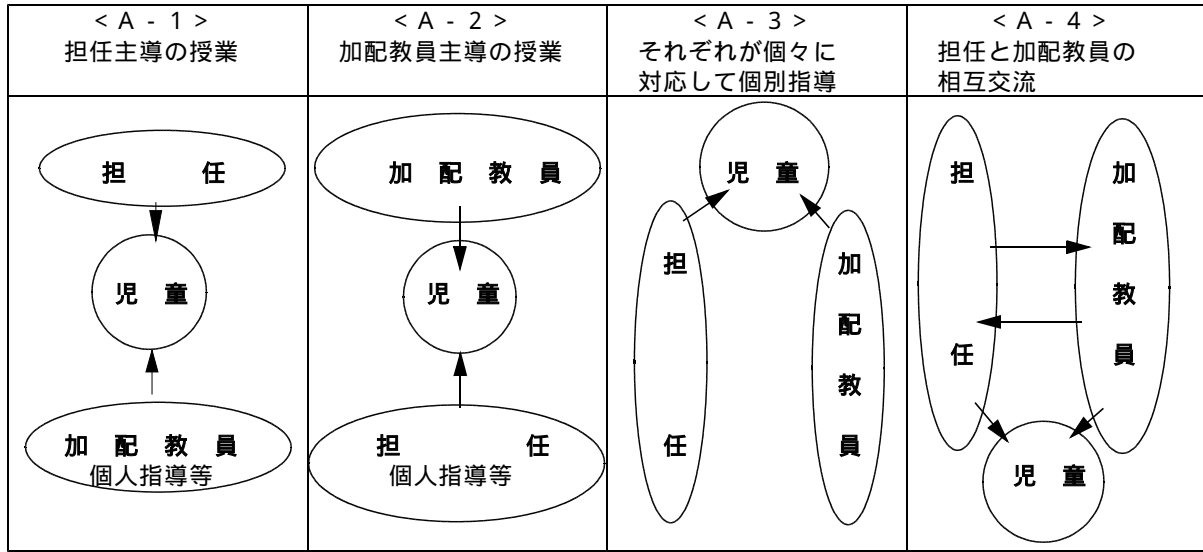 <A-1>
担任主導の授業
<A-2>
加配教員主導の授業
<A-3>
それぞれが個々に
対応して個別指導
<A-4>
担任と加配教員の
相互交流
担任
児童
加配教員
個人指導等
加配教員
児童
担任
個人指導等
児童
担任
加配教員
担任
加配教員
児童